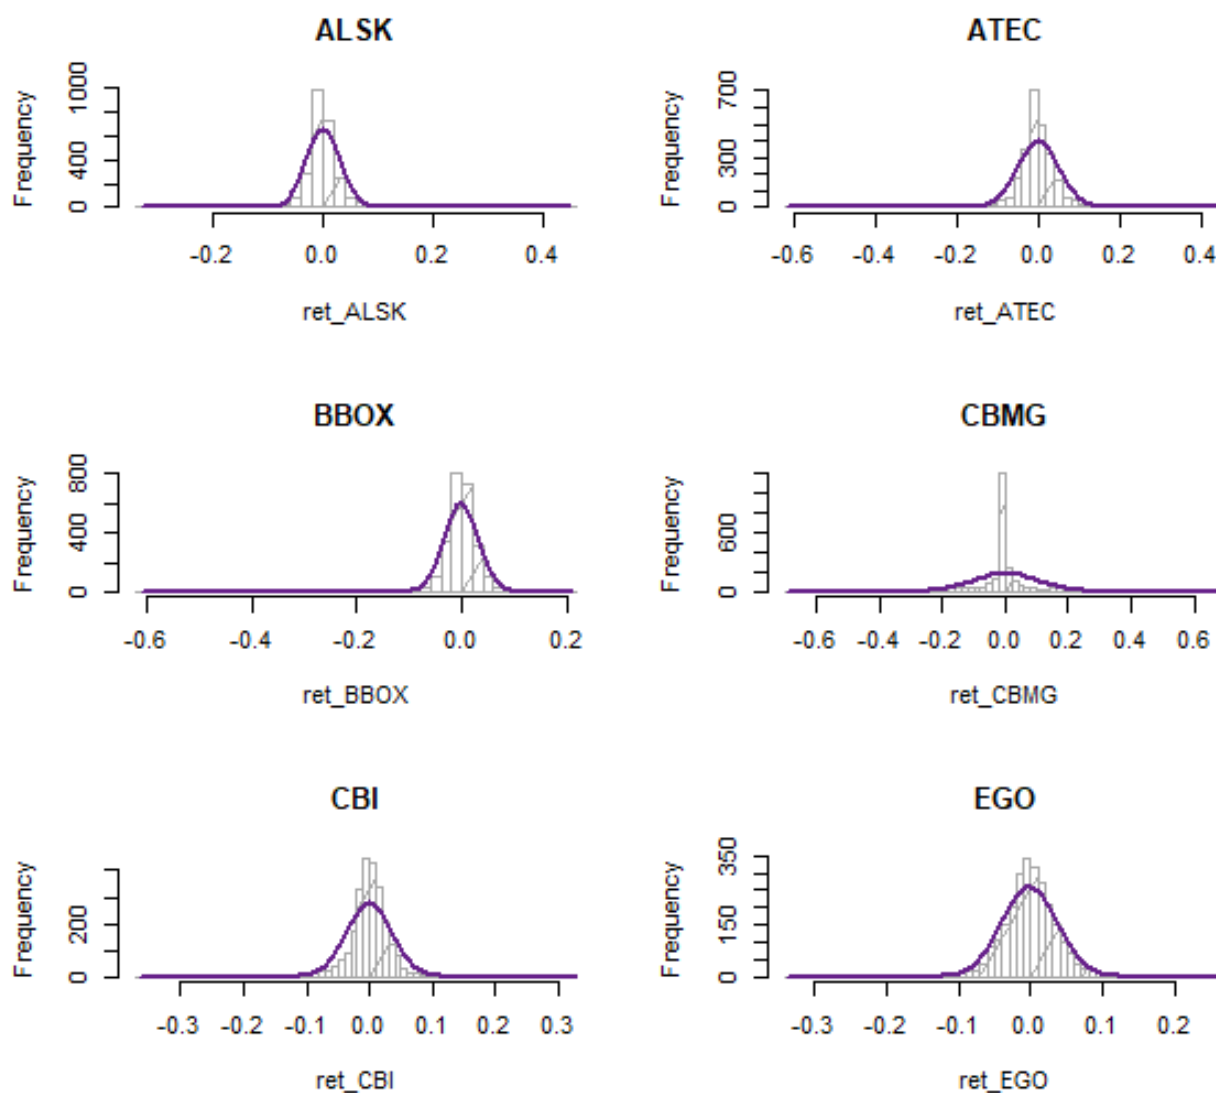 ALSK
Frequency
0 400 1000
-0.2 0.0 0.2 0.4
ret_ALSK
ATEC
Frequency
0 300 700
-0.6 -0.4 -0.2 0.0 0.2 0.4
ret_ATEC
BBOX
Frequency
0 400 800
-0.6 -0.4 -0.2 0.0 0.2
ret_BBOX
CBMG
Frequency
0 600
-0.6 -0.4 -0.2 0.0 0.2 0.4 0.6
ret_CBMG
CBI
Frequency
0 200
-0.3 -0.2 -0.1 0.0 0.1 0.2 0.3
ret_CBI
EGO
Frequency
0 150 350
-0.3 -0.2 -0.1 0.0 0.1 0.2
ret_EGO